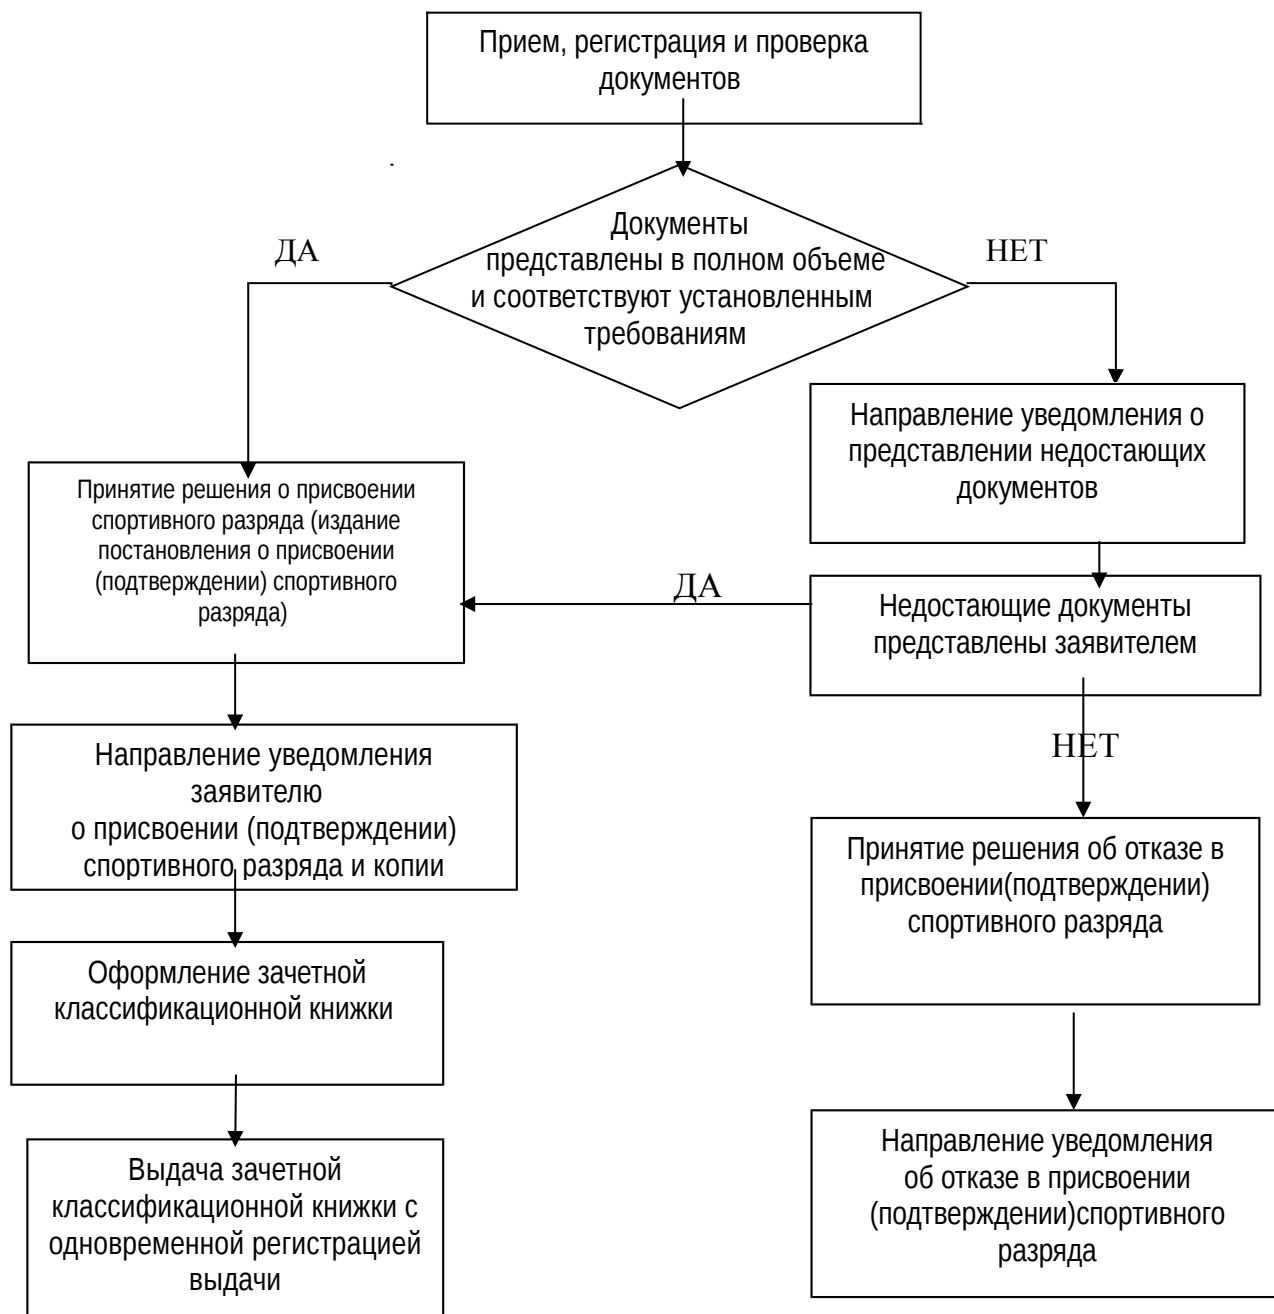 Прием, регистрация и проверка
документов
Документы
представлены в полном объеме
и соответствуют установленным
требованиям
ДА
НЕТ
Направление уведомления о
представлении недостающих
документов
Принятие решения о присвоении
спортивного разряда (издание
постановления о присвоении
(подтверждении) спортивного
разряда)
ДА
Недостающие документы
представлены заявителем
НЕТ
Направление уведомления
заявителю
о присвоении (подтверждении)
спортивного разряда и копии
Принятие решения об отказе в
присвоении(подтверждении)
спортивного разряда
Оформление зачетной
классификационной книжки
Направление уведомления
об отказе в присвоении
(подтверждении)спортивного
разряда
Выдача зачетной
классификационной книжки с
одновременной регистрацией
выдачи